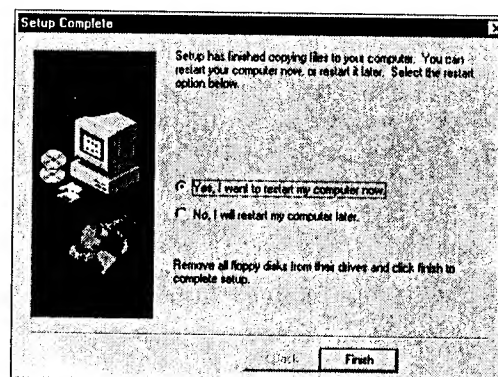 Setup Complete
Setup has finished copying files to your computer. You can
restart your computer now, or restart it later. Select the restart
option below.
Yes, I want to restart my computer now.
No, I will restart my computer later.
Remove all floppy disks from their drives and click finish to
complete setup.
Back
Finish